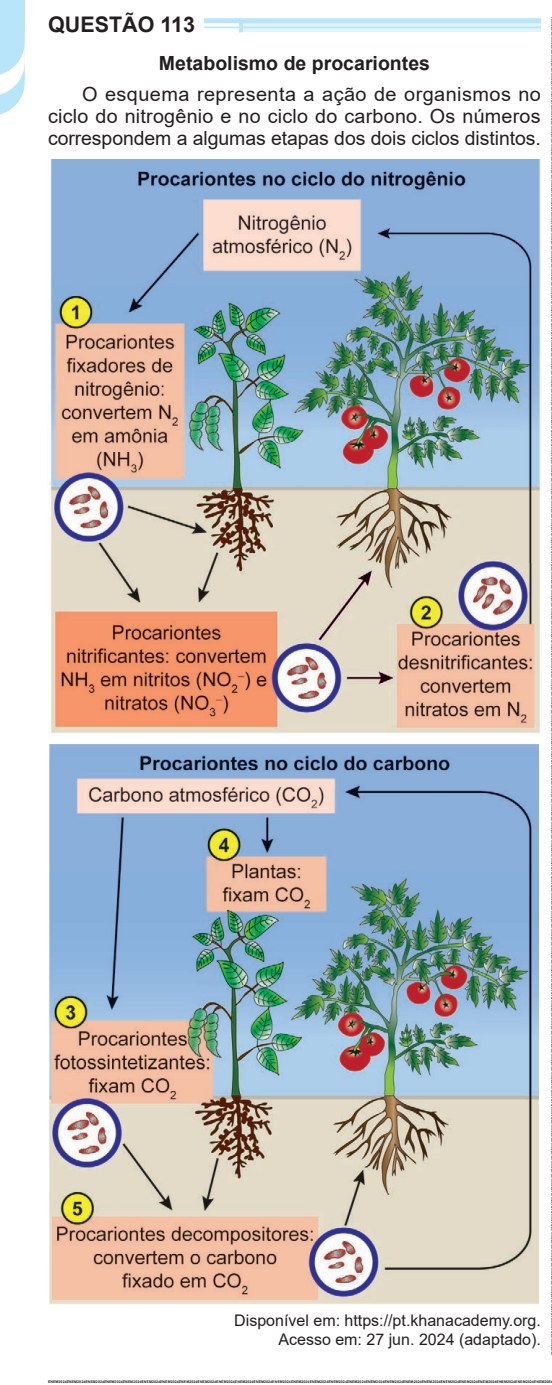 QUESTÃO 113
Metabolismo de procariontes
O esquema representa a ação de organismos no
ciclo do nitrogênio e no ciclo do carbono. Os números
correspondem a algumas etapas dos dois ciclos distintos.
Procariontes no ciclo do nitrogênio
Nitrogênio
atmosférico (N₂)
1
Procariontes
fixadores de
nitrogênio:
convertem N₂
em amônia
(NH₃)
Procariontes
nitrificantes: convertem
NH₃ em nitritos (NO₂⁻) e
nitratos (NO₃⁻)
2
Procariontes
desnitrificantes:
convertem
nitratos em N₂
Procariontes no ciclo do carbono
Carbono atmosférico (CO₂)
4
Plantas:
fixam CO₂
3
Procariontes
fotossintetizantes:
fixam CO₂
5
Procariontes decompositores:
convertem o carbono
fixado em CO₂
Disponível em: https://pt.khanacademy.org.
Acesso em: 27 jun. 2024 (adaptado).